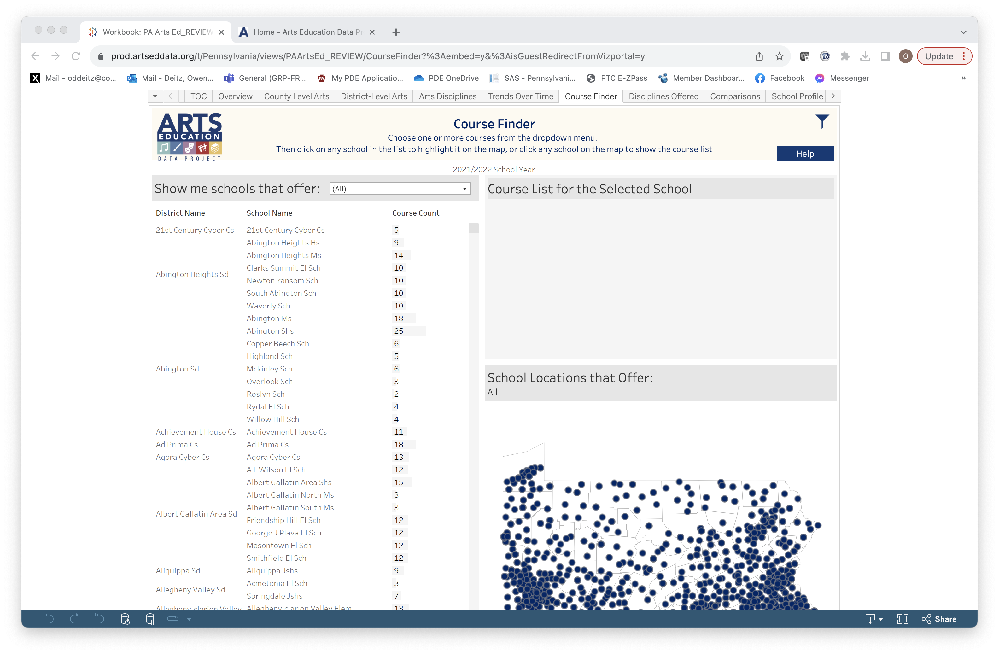 Workbook: PA Arts Ed_REVIEW
Home - Arts Education Data Pr
prod.artseddata.org/t/Pennsylvania/views/PAArtsEd_REVIEW/CourseFinder?%3Aembed=y&%3AisGuestRedirectFromVizportal=y
O
Update
Mail - oddeitz@co...
Mail - Deitz, Owen...
General (GRP-FR...
My PDE Applicatio...
PDE OneDrive
SAS - Pennsylvani...
PTC E-ZPass
Member Dashboar...
Facebook
Messenger
»
TOC
Overview
County Level Arts
District-Level Arts
Arts Disciplines
Trends Over Time
Course Finder
Disciplines Offered
Comparisons
School Profile
ARTS
EDUCATION
DATA PROJECT
Course Finder
Choose one or more courses from the dropdown menu.
Then click on any school in the list to highlight it on the map, or click any school on the map to show the course list
Help
2021/2022 School Year
Show me schools that offer: (All)
District Name School Name Course Count
21st Century Cyber Cs 21st Century Cyber Cs 5
Abington Heights Hs 9
Abington Heights Ms 14
Clarks Summit El Sch 10
Abington Heights Sd
Newton-ransom Sch 10
South Abington Sch 10
Waverly Sch 10
Abington Ms 18
Abington Shs 25
Copper Beech Sch 6
Highland Sch 5
Abington Sd Mckinley Sch 6
Overlook Sch 3
Roslyn Sch 2
Rydal El Sch 4
Willow Hill Sch 4
Achievement House Cs Achievement House Cs 11
Ad Prima Cs Ad Prima Cs 18
Agora Cyber Cs Agora Cyber Cs 13
A L Wilson El Sch 12
Albert Gallatin Area Shs 15
Albert Gallatin North Ms 3
Albert Gallatin South Ms 3
Albert Gallatin Area Sd
Friendship Hill El Sch 12
George J Plava El Sch 12
Masontown El Sch 12
Smithfield El Sch 12
Aliquippa Sd Aliquippa Jshs 9
Acmetonia El Sch 3
Allegheny Valley Sd
Springdale Jshs 7
Allegheny-clarion Valley Allegheny-clarion Valley Elem 13
Course List for the Selected School
School Locations that Offer:
All
Share